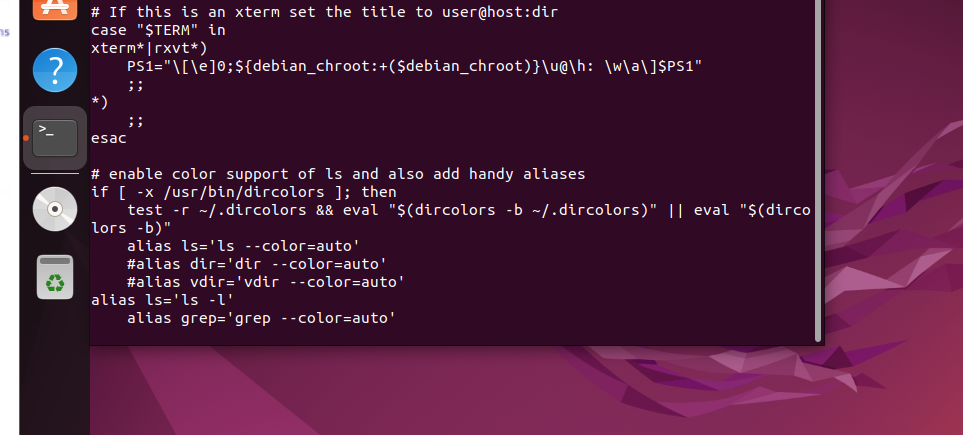 # If this is an xterm set the title to user@host:dir
case "$TERM" in
xterm*|rxvt*)
    PS1="\[\e]0;${debian_chroot:+($debian_chroot)}\u@\h: \w\a\]$PS1"
    ;;
*)
    ;;
esac

# enable color support of ls and also add handy aliases
if [ -x /usr/bin/dircolors ]; then
    test -r ~/.dircolors && eval "$(dircolors -b ~/.dircolors)" || eval "$(dirco
lors -b)"
    alias ls='ls --color=auto'
    #alias dir='dir --color=auto'
    #alias vdir='vdir --color=auto'
alias ls='ls -l'
    alias grep='grep --color=auto'